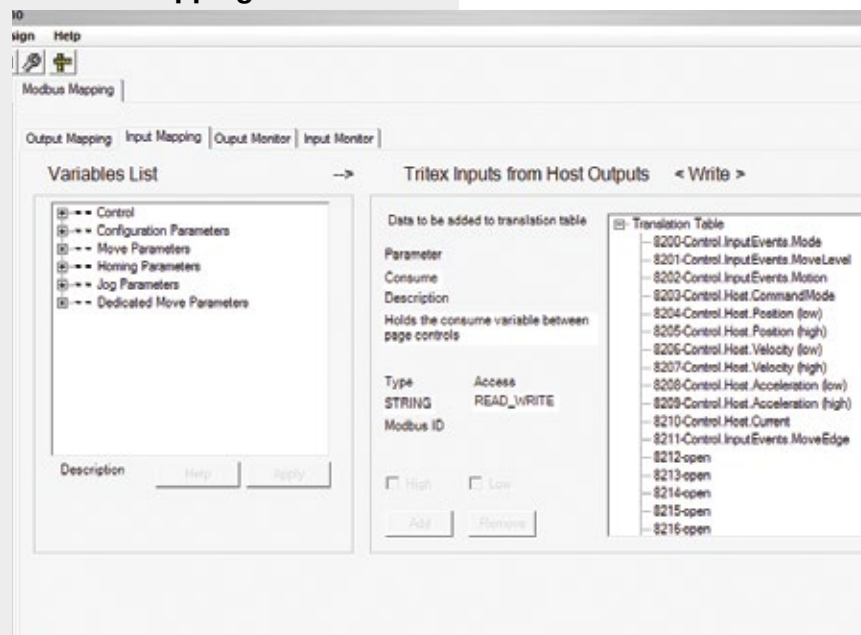 sign Help
Modbus Mapping
Output Mapping Input Mapping Ouput Monitor Input Monitor
Variables List --> Tritex Inputs from Host Outputs < Write >
Control
Configuration Parameters
Move Parameters
Homing Parameters
Jog Parameters
Dedicated Move Parameters
Description Help Apply
Data to be added to translation table
Parameter
Consume
Description
Holds the consume variable between
page controls
Type Access
STRING READ_WRITE
Modbus ID
High Low
Add Remove
Translation Table
8200-Control.InputEvents.Mode
8201-Control.InputEvents.MoveLevel
8202-Control.InputEvents.Motion
8203-Control.Host.CommandMode
8204-Control.Host.Position (low)
8205-Control.Host.Position (high)
8206-Control.Host.Velocity (low)
8207-Control.Host.Velocity (high)
8208-Control.Host.Acceleration (low)
8209-Control.Host.Acceleration (high)
8210-Control.Host.Current
8211-Control.InputEvents.MoveEdge
8212-open
8213-open
8214-open
8215-open
8216-open